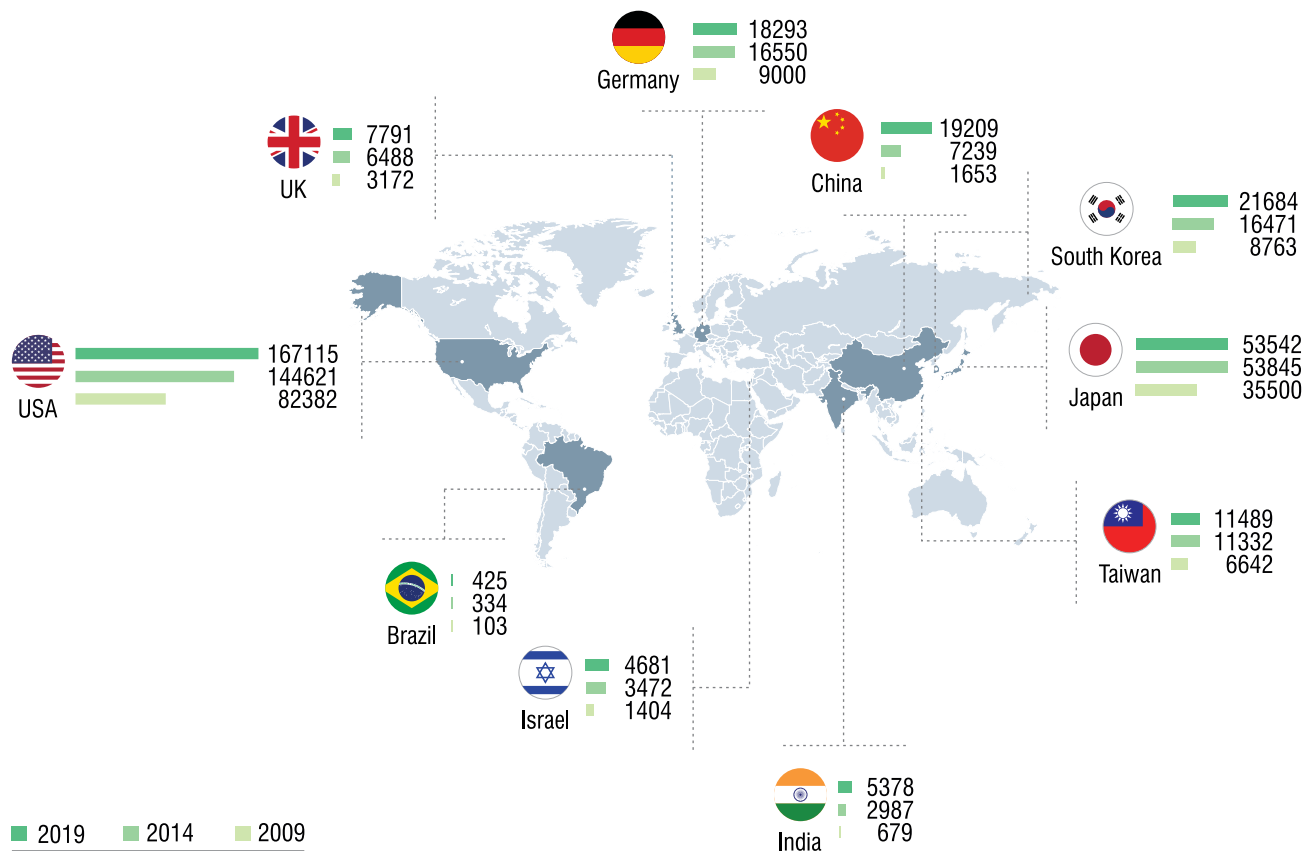 18293
16550
9000
Germany
7791
6488
3172
UK
19209
7239
1653
China
21684
16471
8763
South Korea
167115
144621
82382
USA
53542
53845
35500
Japan
11489
11332
6642
Taiwan
425
334
103
Brazil
4681
3472
1404
Israel
5378
2987
679
India
2019 2014 2009